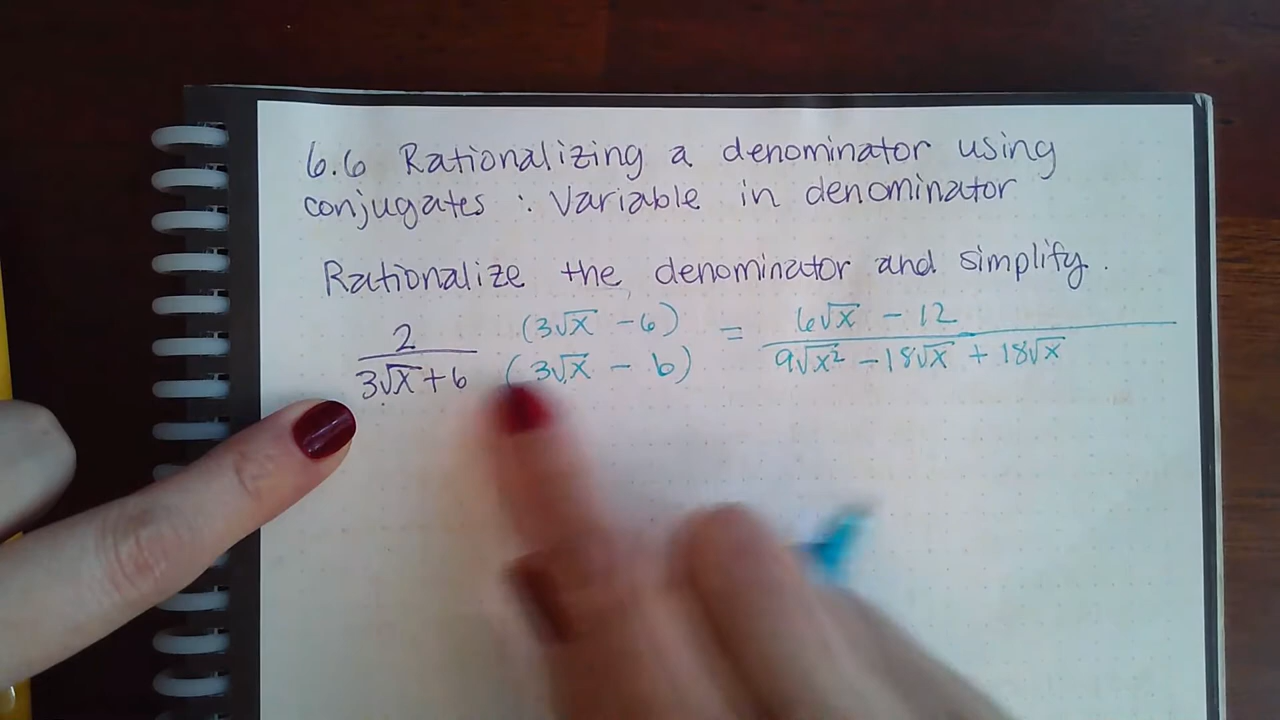 6.6 Rationalizing a denominator using
conjugates : Variable in denominator
Rationalize the denominator and simplify.
2 (3√x - 6) = 6√x - 12
3√x + 6 (3√x - 6) 9√x² - 18√x + 18√x